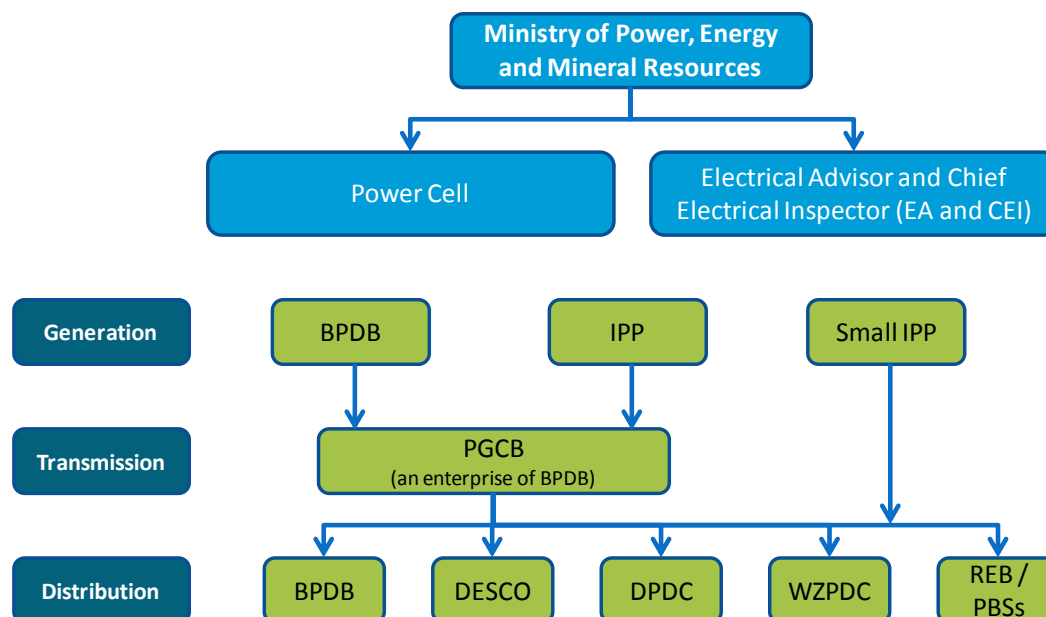 Ministry of Power, Energy
and Mineral Resources
Power Cell
Electrical Advisor and Chief
Electrical Inspector (EA and CEI)
Generation
BPDB
IPP
Small IPP
Transmission
PGCB
(an enterprise of BPDB)
Distribution
BPDB
DESCO
DPDC
WZPDC
REB /
PBSs